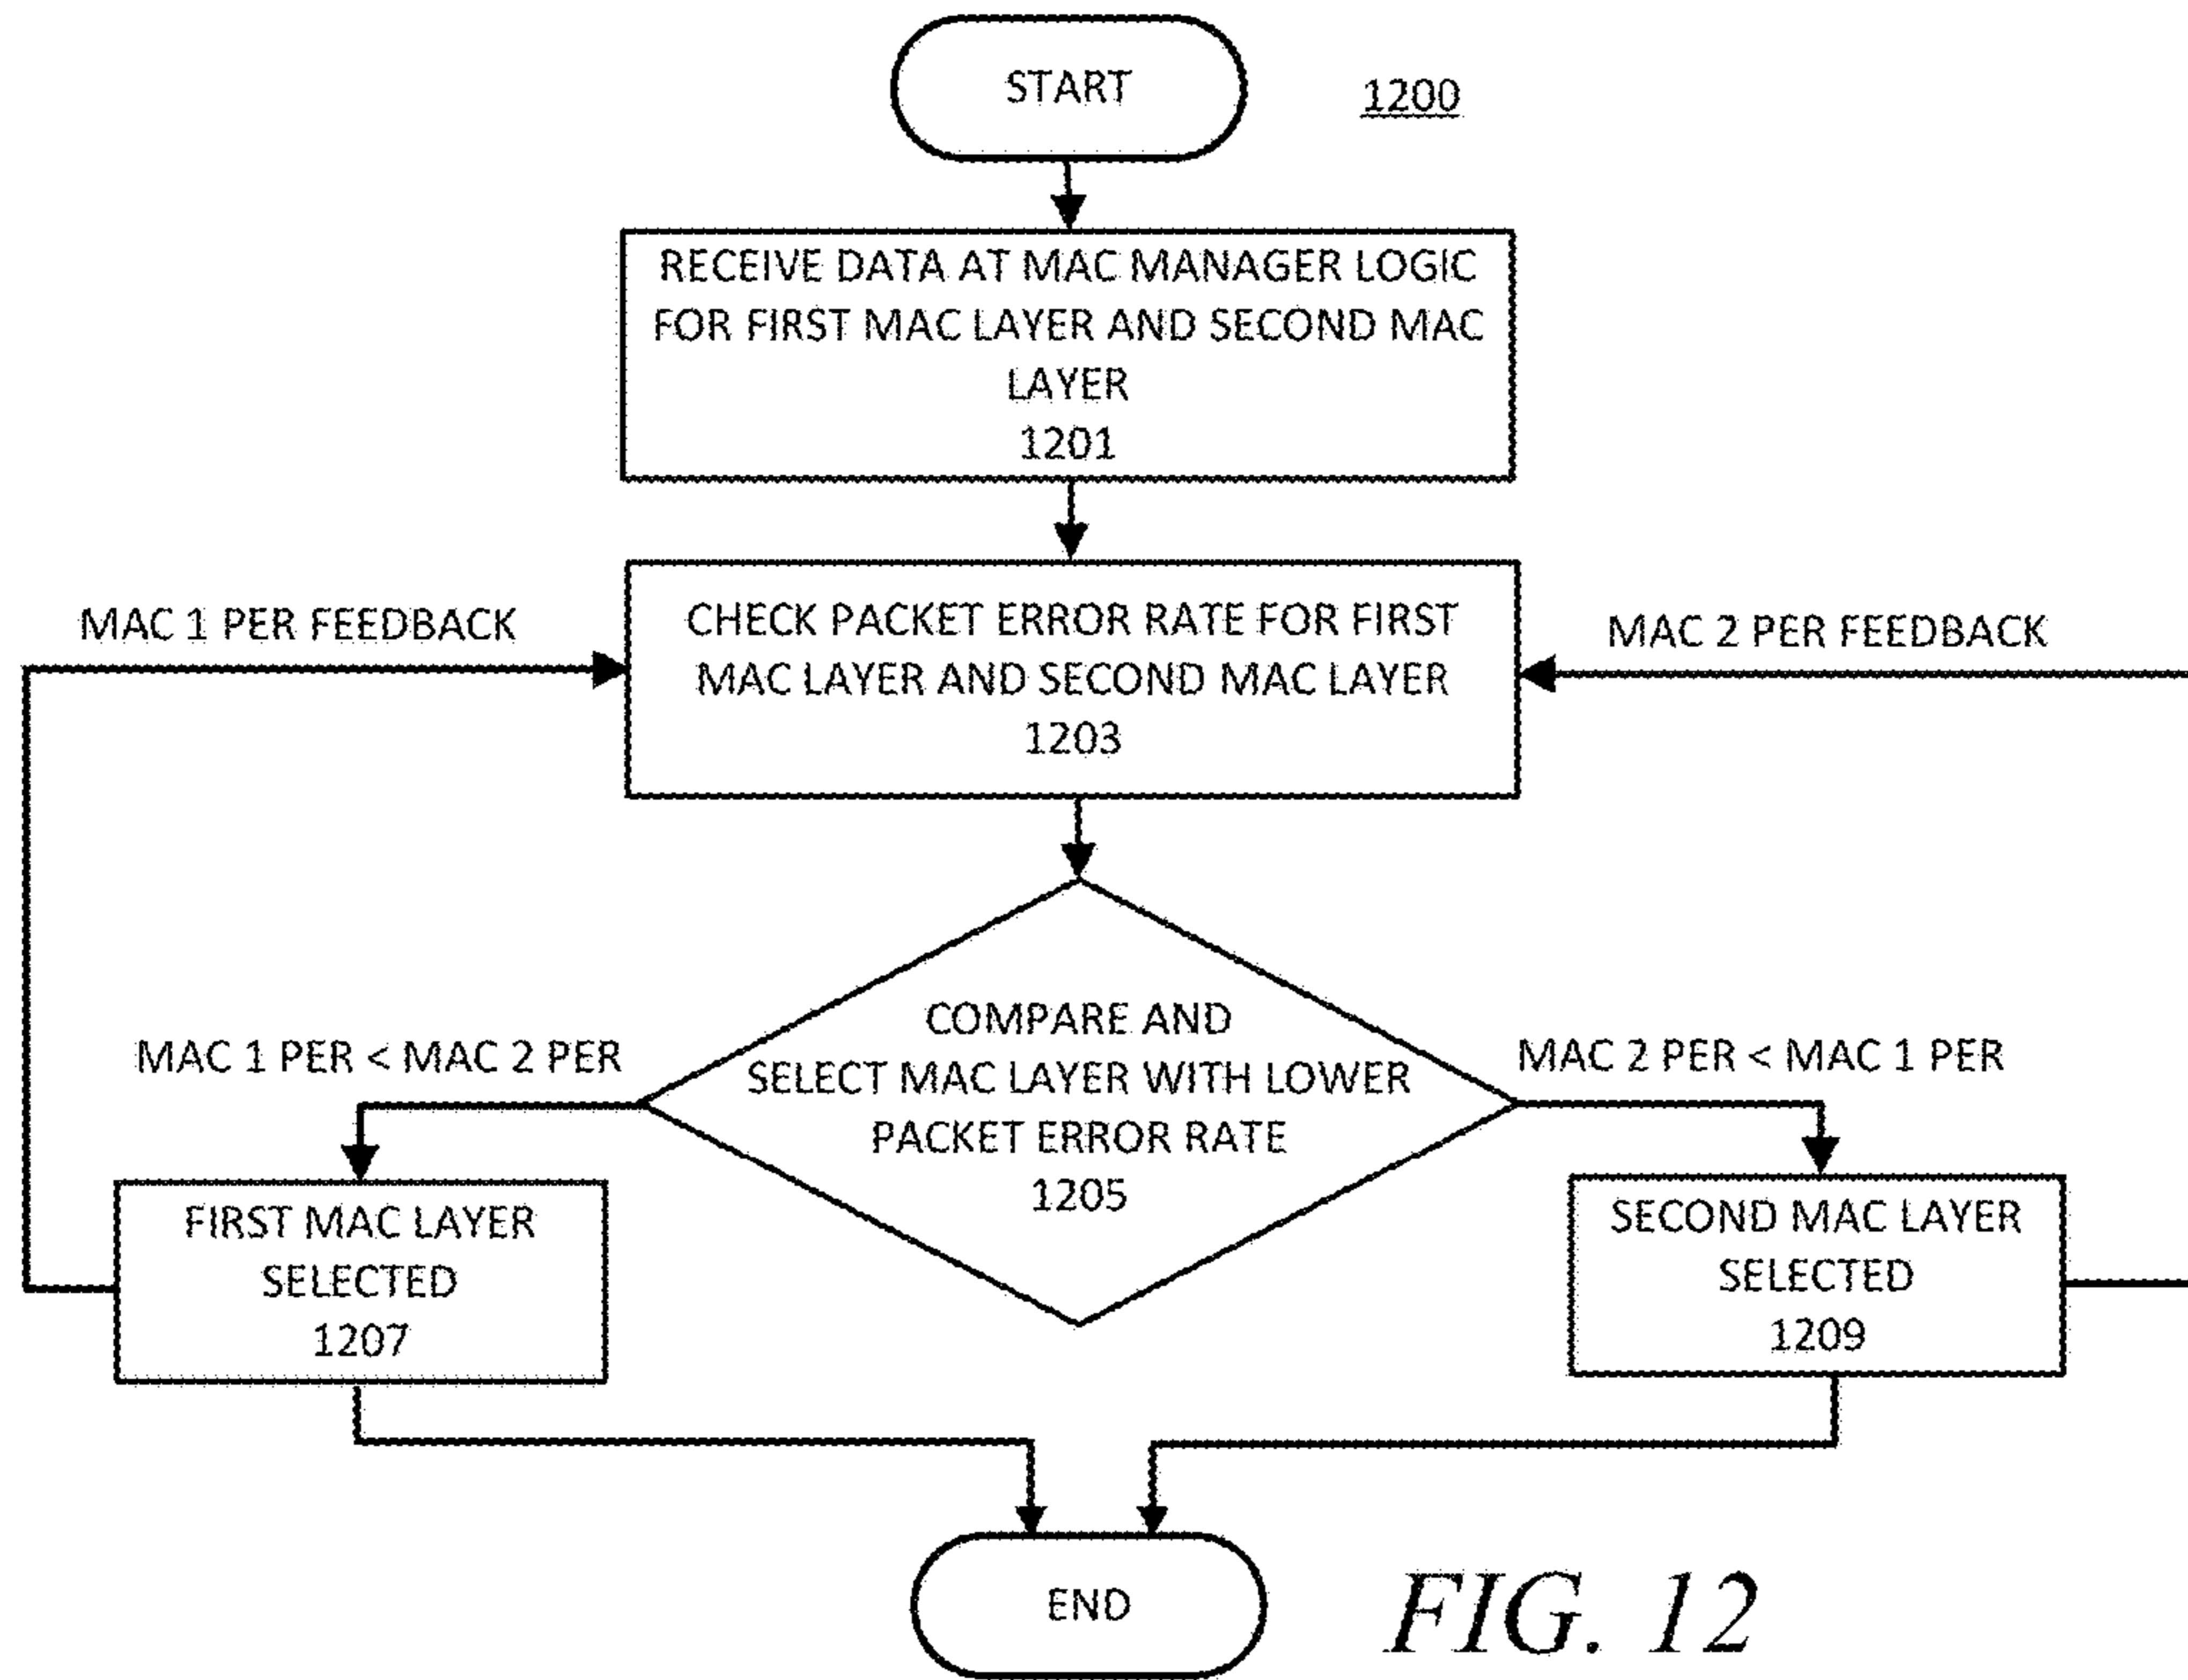 START
1200
RECEIVE DATA AT MAC MANAGER LOGIC
FOR FIRST MAC LAYER AND SECOND MAC
LAYER
1201
MAC 1 PER FEEDBACK
CHECK PACKET ERROR RATE FOR FIRST
MAC LAYER AND SECOND MAC LAYER
1203
MAC 2 PER FEEDBACK
COMPARE AND
SELECT MAC LAYER WITH LOWER
PACKET ERROR RATE
1205
MAC 1 PER < MAC 2 PER
MAC 2 PER < MAC 1 PER
FIRST MAC LAYER
SELECTED
1207
SECOND MAC LAYER
SELECTED
1209
END
FIG. 12